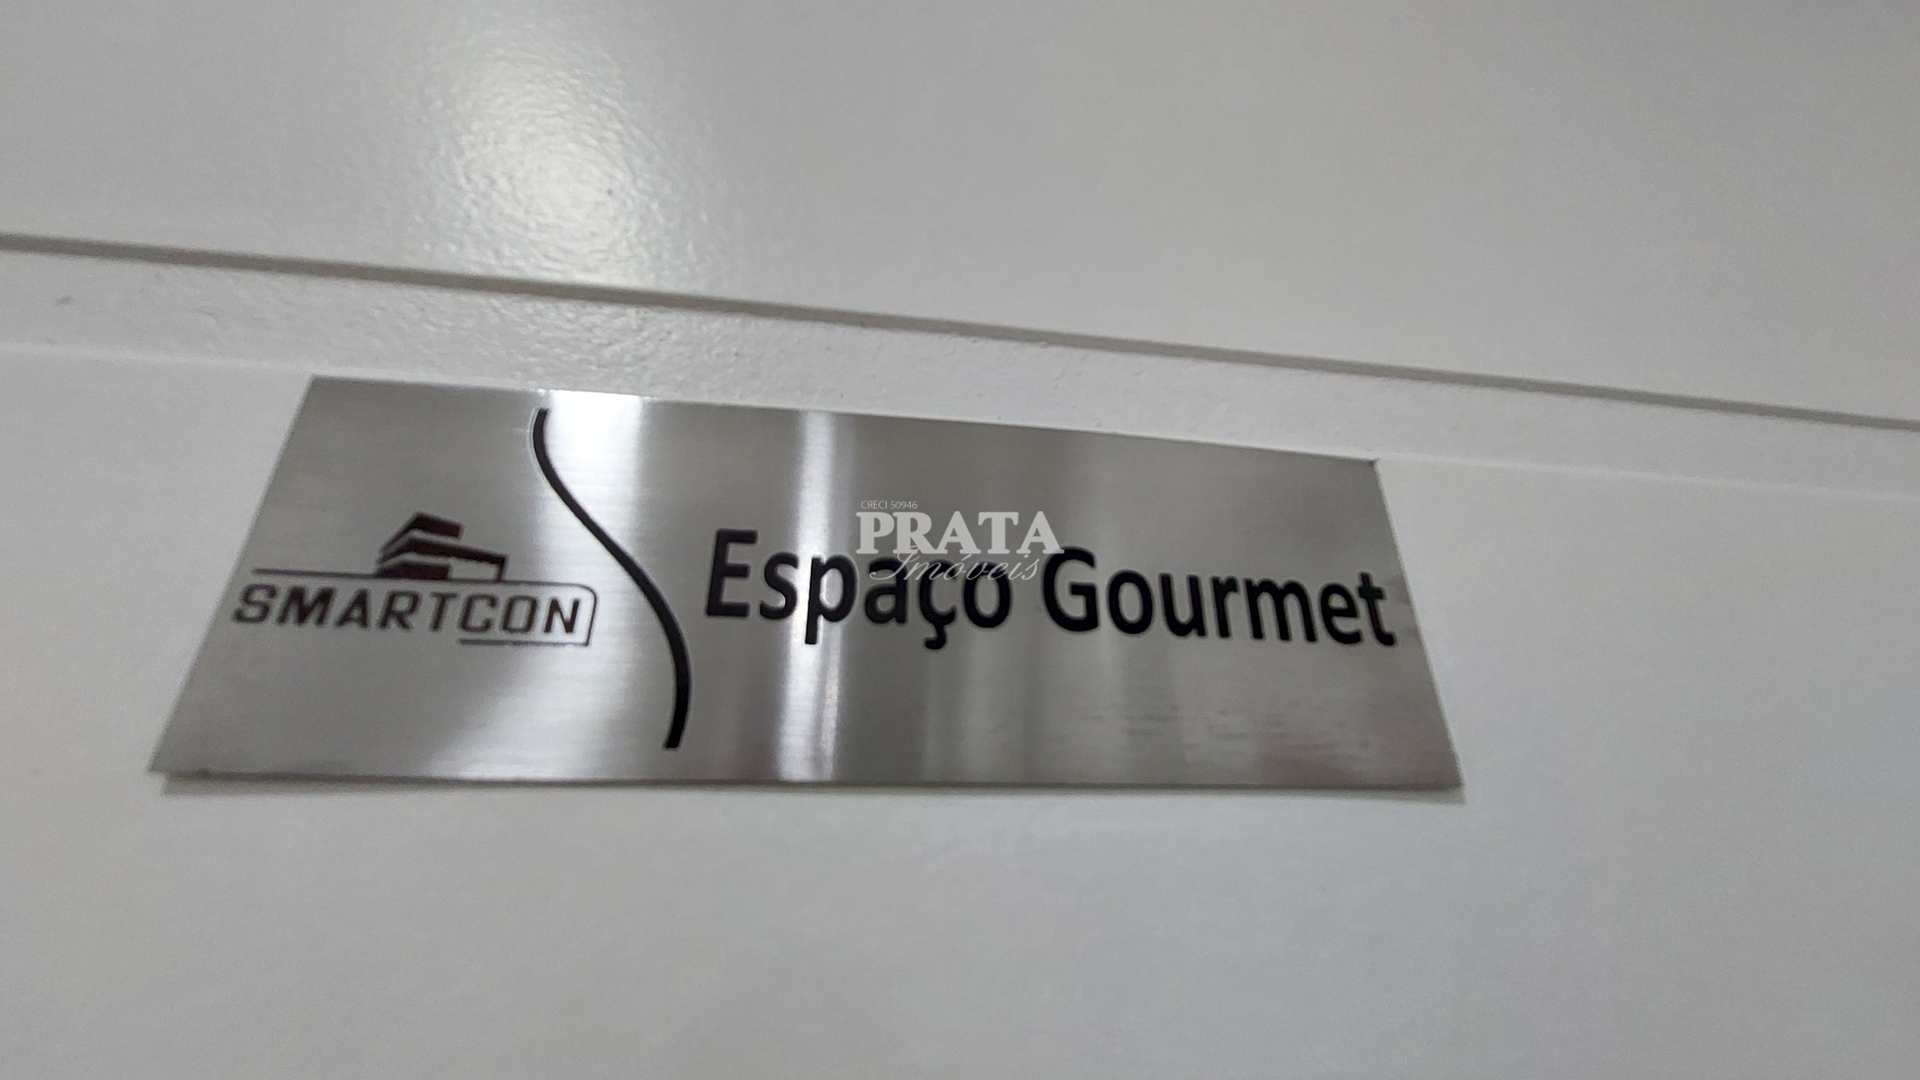 SMARTCON
Espaço Gourmet
CRECI 50946
PRATA
Imóveis